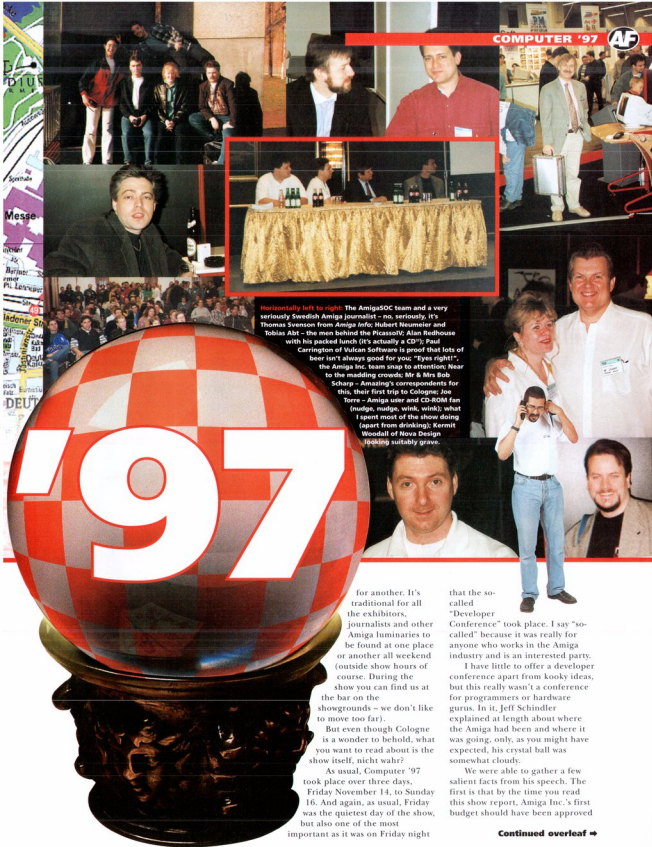 COMPUTER '97 AF
Sporthalle
Messe
49
DEUT
Horizontally left to right: The AmigaSOC team and a very
seriously Swedish Amiga journalist – no, seriously, it's
Thomas Svenson from Amiga Info; Hubert Neumeier and
Tobias Abt – the men behind the PicassoIV; Alan Redhouse
with his packed lunch (it's actually a CD³²); Paul
Carrington of Vulcan Software is proof that lots of
beer isn't always good for you; "Eyes right!",
the Amiga Inc. team snap to attention; Near
to the madding crowds; Mr & Mrs Bob
Scharp – Amazing's correspondents for
this, their first trip to Cologne; Joe
Torre – Amiga user and CD-ROM fan
(nudge, nudge, wink, wink); what
I spent most of the show doing
(apart from drinking); Kermit
Woodall of Nova Design
looking suitably grave.
'97
for another. It's
traditional for all
the exhibitors,
journalists and other
Amiga luminaries to
be found at one place
or another all weekend
(outside show hours of
course. During the
show you can find us at
the bar on the
showgrounds – we don't like
to move too far).
But even though Cologne
is a wonder to behold, what
you want to read about is the
show itself, nicht wahr?
As usual, Computer '97
took place over three days,
Friday November 14, to Sunday
16. And again, as usual, Friday
was the quietest day of the show,
but also one of the most
important as it was on Friday night
that the so-
called
"Developer
Conference" took place. I say "so-
called" because it was really for
anyone who works in the Amiga
industry and is an interested party.
I have little to offer a developer
conference apart from kooky ideas,
but this really wasn't a conference
for programmers or hardware
gurus. In it, Jeff Schindler
explained at length about where
the Amiga had been and where it
was going, only, as you might have
expected, his crystal ball was
somewhat cloudy.
We were able to gather a few
salient facts from his speech. The
first is that by the time you read
this show report, Amiga Inc.'s first
budget should have been approved
Continued overleaf ➡